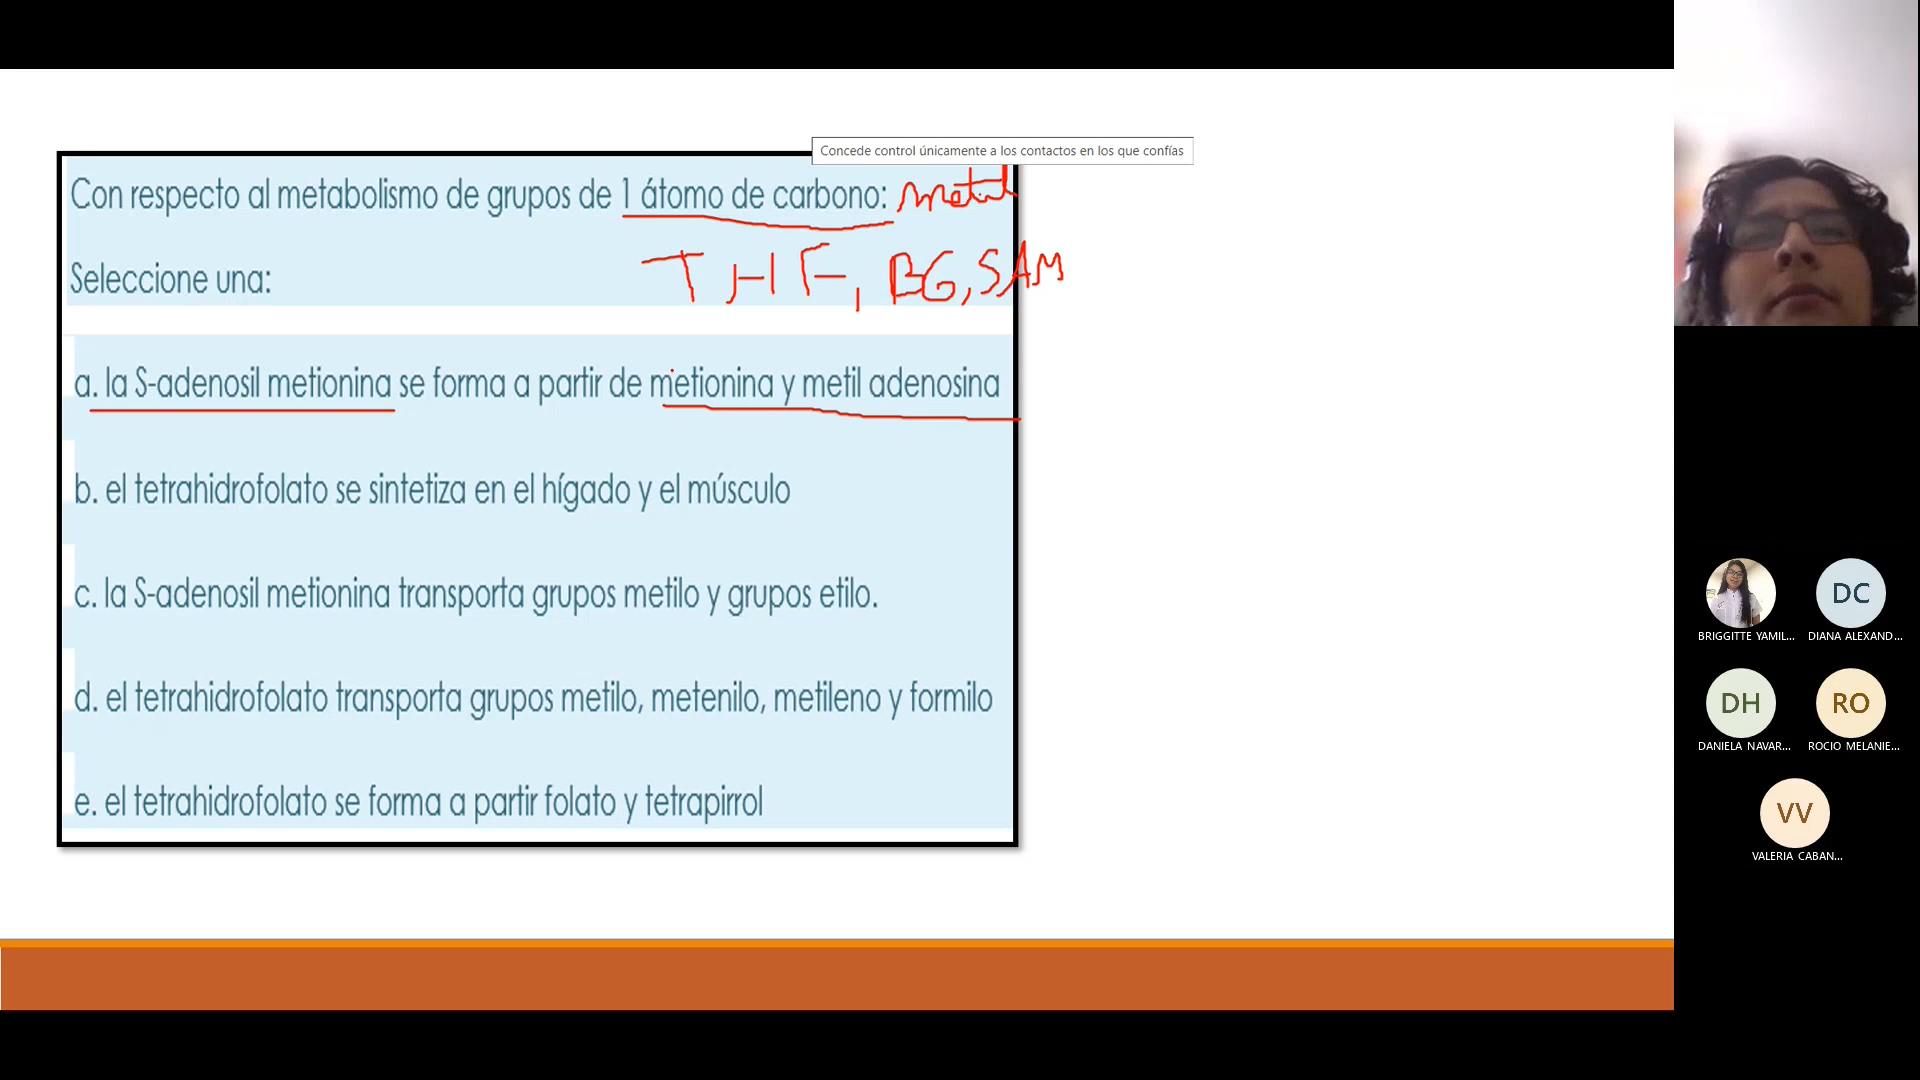 Concede control únicamente a los contactos en los que confías
Con respecto al metabolismo de grupos de 1 átomo de carbono: metil
THF, BG, SAM
Seleccione una:
a. la S-adenosil metionina se forma a partir de metionina y metil adenosina
b. el tetrahidrofolato se sintetiza en el hígado y el músculo
c. la S-adenosil metionina transporta grupos metilo y grupos etilo.
d. el tetrahidrofolato transporta grupos metilo, metenilo, metileno y formilo
e. el tetrahidrofolato se forma a partir folato y tetrapirrol
DC
BRIGGITTE YAMIL...
DIANA ALEXAND...
DH
RO
DANIELA NAVAR...
ROCIO MELANIE...
VV
VALERIA CABAN...